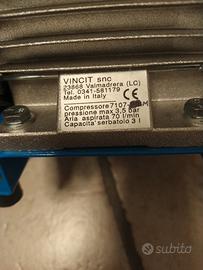 VINCIT snc
23868 Valmadrera (LC)
Tel. 0341-581179
Made in Italy CE
Compressore 7107-
pressione max 3,5 bar
Aria aspirata 70 l/min
Capacita' serbatoio 3 l
subito